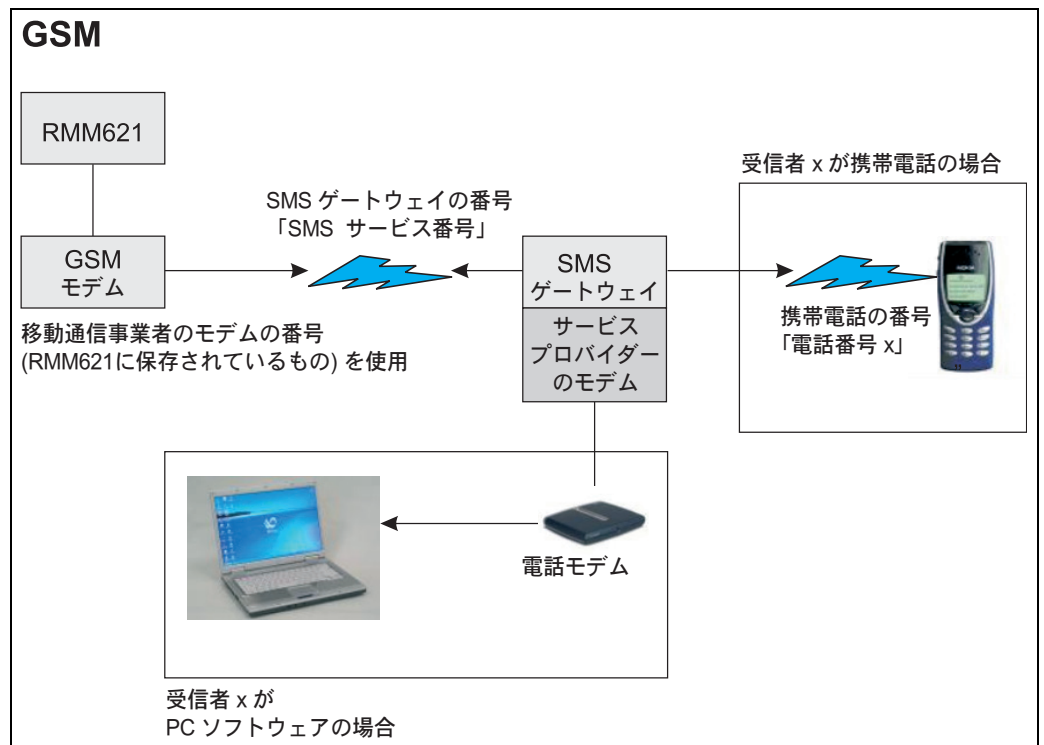 GSM
RMM621
受信者 x が携帯電話の場合
SMS ゲートウェイの番号
「SMS サービス番号」
GSM
モデム
SMS
ゲートウェイ
サービス
プロバイダー
のモデム
NOKIA
携帯電話の番号
「電話番号 x」
移動通信事業者のモデムの番号
(RMM621に保存されているもの) を使用
電話モデム
受信者 x が
PC ソフトウェアの場合